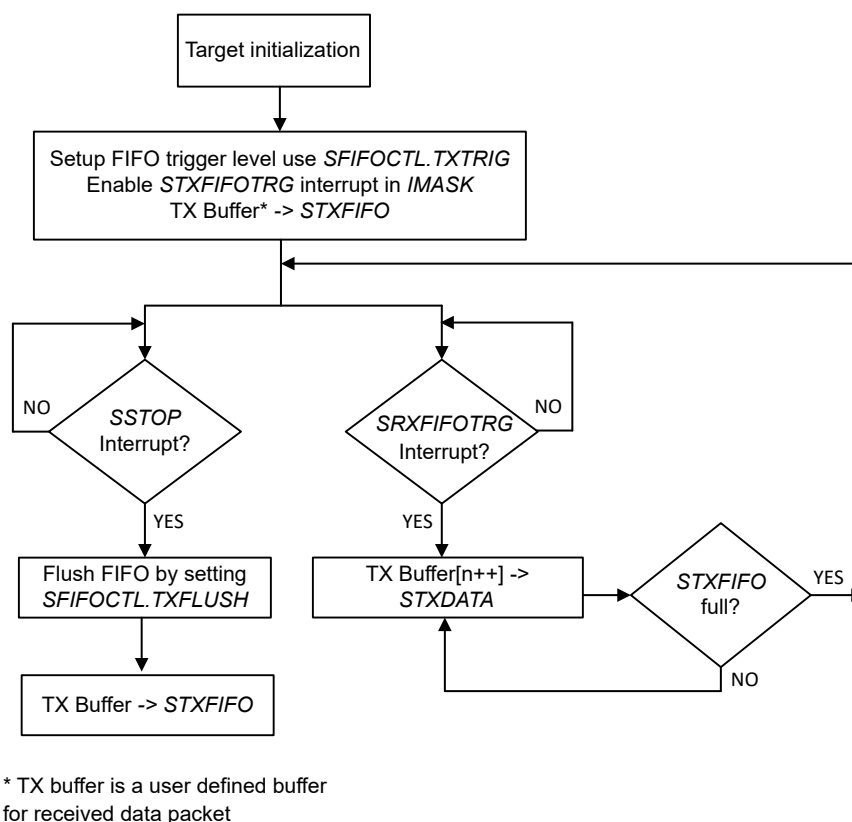 Target initialization
Setup FIFO trigger level use SFIFOCTL.TXTRIG
Enable STXFIFOTRG interrupt in IMASK
TX Buffer* -> STXFIFO
NO
SSTOP
Interrupt?
YES
SRXFIFOTRG
Interrupt?
NO
YES
Flush FIFO by setting
SFIFOCTL.TXFLUSH
TX Buffer[n++] ->
STXDATA
STXFIFO
full?
YES
NO
TX Buffer -> STXFIFO
* TX buffer is a user defined buffer
for received data packet